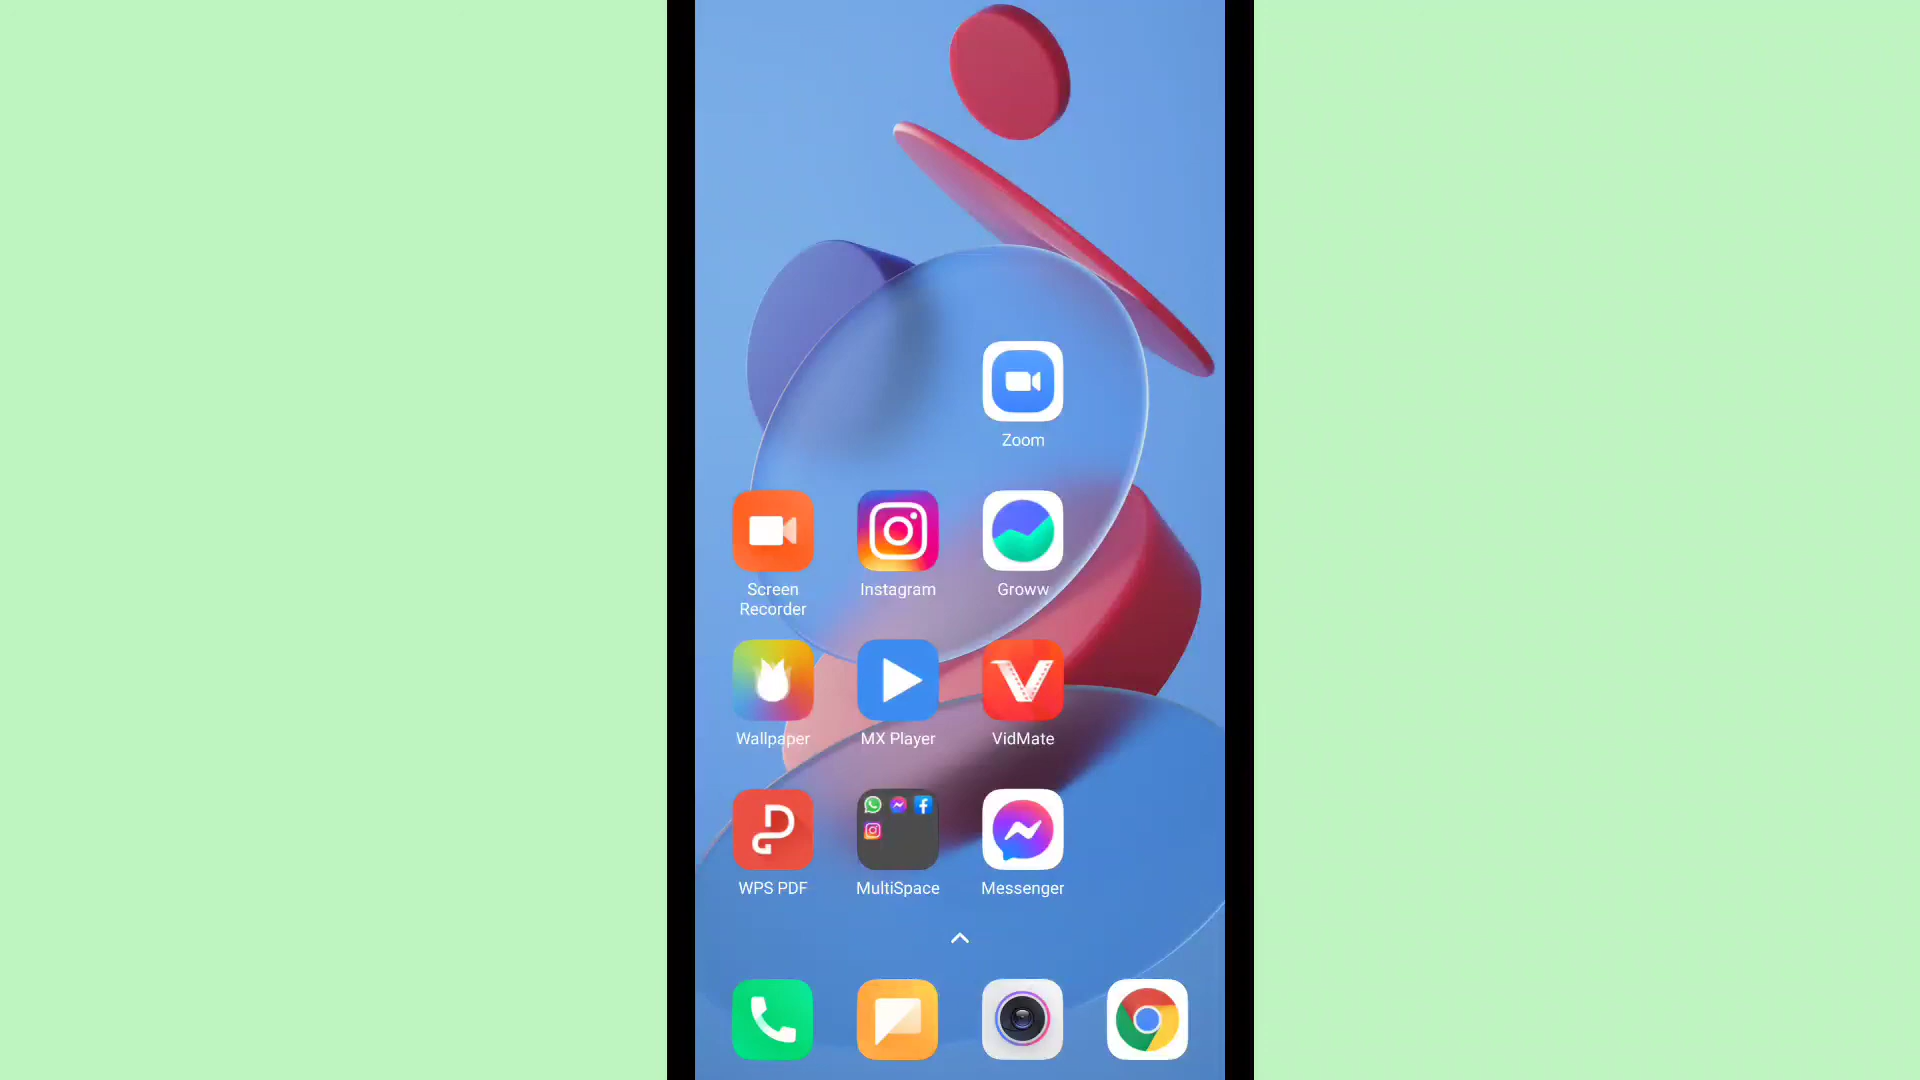 Zoom
Screen Recorder
Instagram
Groww
Wallpaper
MX Player
VidMate
WPS PDF
MultiSpace
Messenger